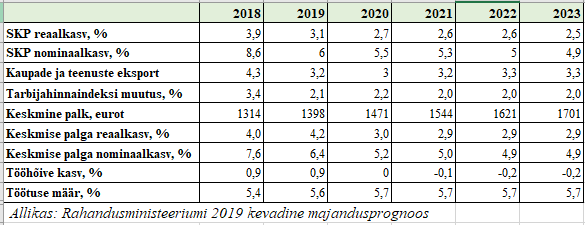 2018 2019 2020 2021 2022 2023
SKP reaalkasv, % 3,9 3,1 2,7 2,6 2,6 2,5
SKP nominaalkasv, % 8,6 6 5,5 5,3 5 4,9
Kaupade ja teenuste eksport 4,3 3,2 3 3,2 3,3 3,3
Tarbijahinnaindeksi muutus, % 3,4 2,1 2,2 2,0 2,0 2,0
Keskmine palk, eurot 1314 1398 1471 1544 1621 1701
Keskmise palga reaalkasv, % 4,0 4,2 3,0 2,9 2,9 2,9
Keskmise palga nominaalkasv, % 7,6 6,4 5,2 5,0 4,9 4,9
Tööhõive kasv, % 0,9 0,9 0 -0,1 -0,2 -0,2
Töötuse määr, % 5,4 5,6 5,7 5,7 5,7 5,7
Allikas: Rahandusministeeriumi 2019 kevadine majandusprognoos